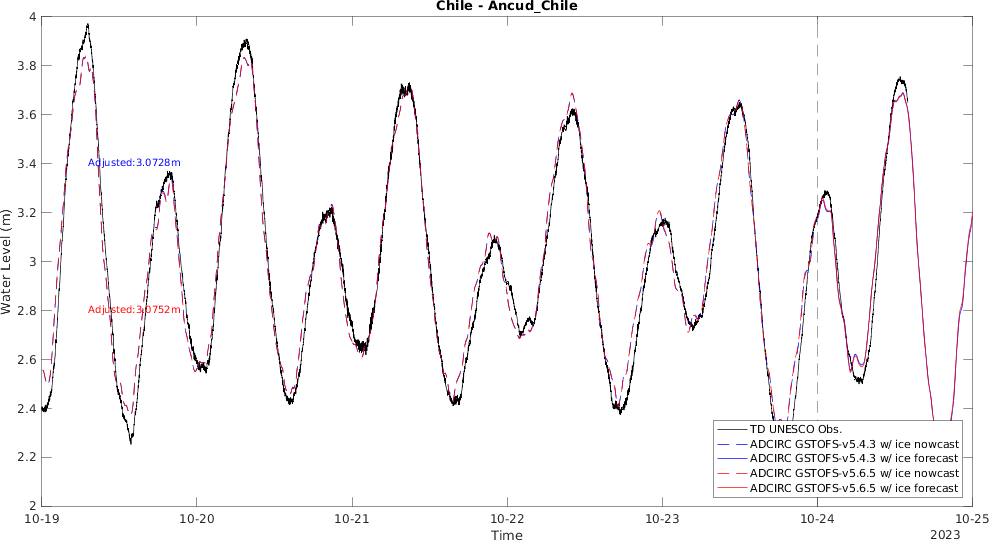 Chile - Ancud_Chile
4
3.8
3.6
3.4
3.2
3
2.8
2.6
2.4
2.2
2
Water Level (m)
Adjusted:3.0728m
Adjusted:3.0752m
TD UNESCO Obs.
ADCIRC GSTOFS-v5.4.3 w/ ice nowcast
ADCIRC GSTOFS-v5.4.3 w/ ice forecast
ADCIRC GSTOFS-v5.6.5 w/ ice nowcast
ADCIRC GSTOFS-v5.6.5 w/ ice forecast
10-19 10-20 10-21 10-22 10-23 10-24 10-25
Time
2023